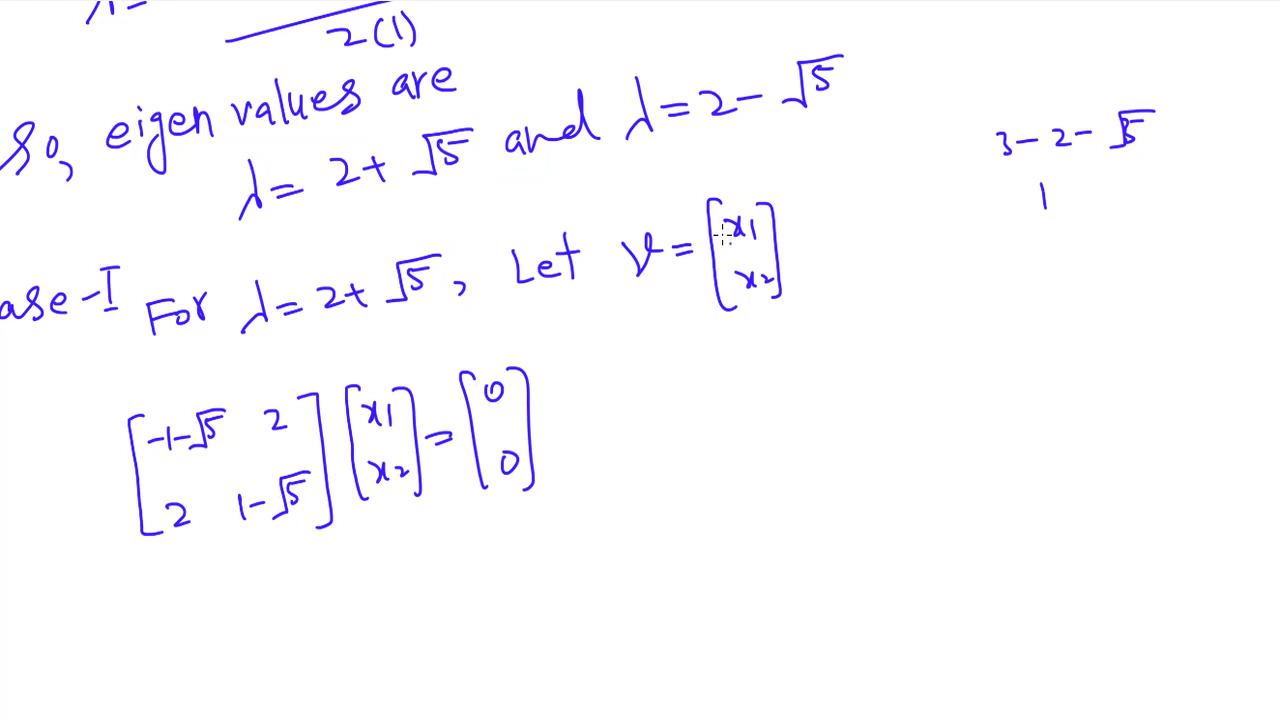 2(1)
So, eigen values are
λ = 2+√5 and λ = 2-√5
3-2-√5
1
ase-I For λ = 2+√5, Let v = [x1 x2]
[-1-√5 2 2 1-√5] [x1 x2] = [0 0]